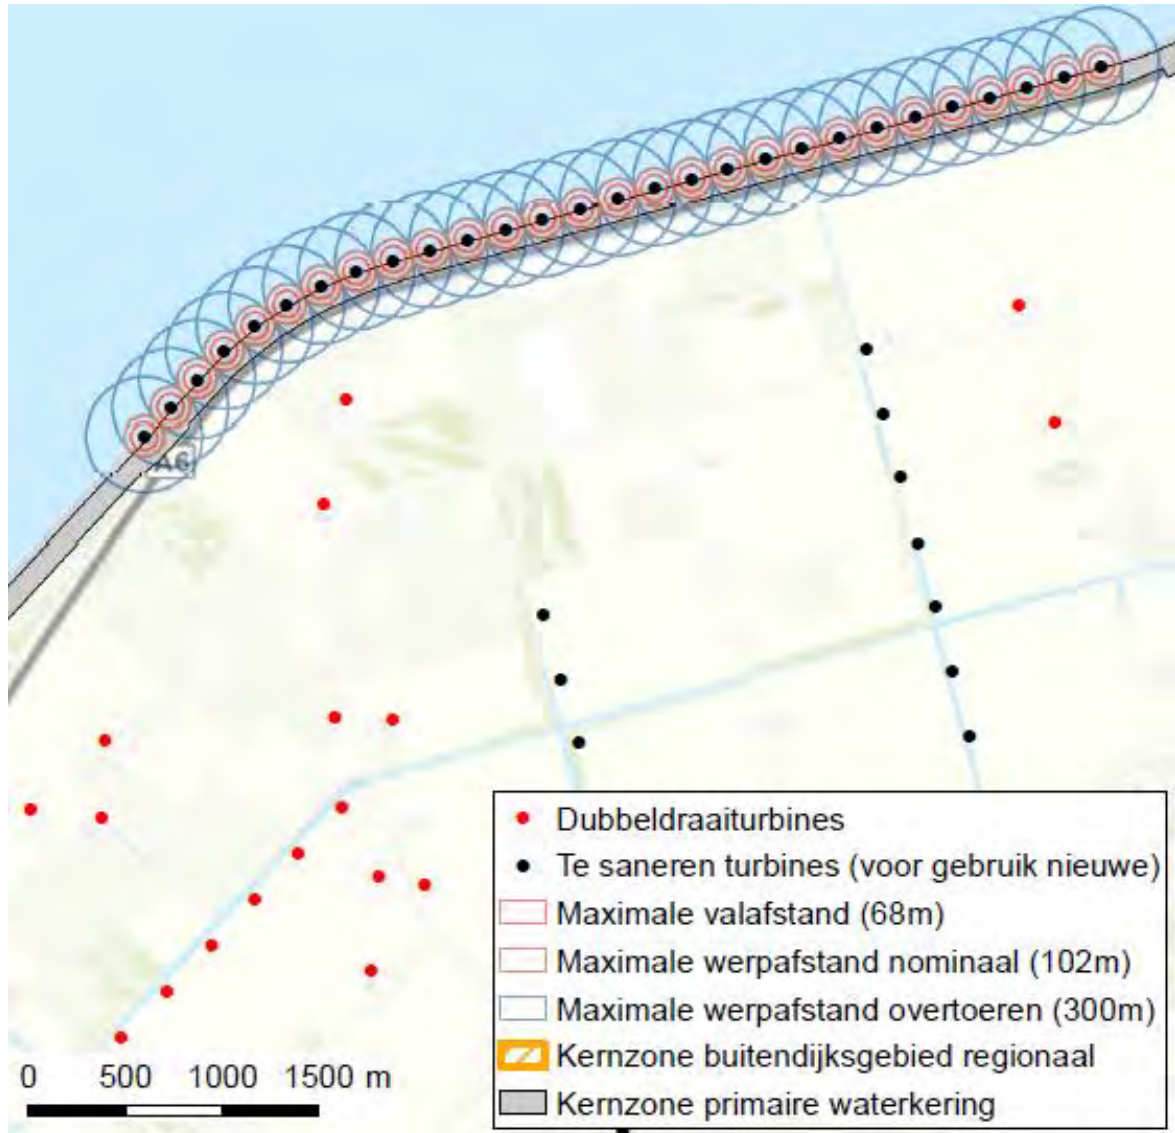 A6
Dubbeldraaiturbines
Te saneren turbines (voor gebruik nieuwe)
Maximale valafstand (68m)
Maximale werpafstand nominaal (102m)
Maximale werpafstand overtoeren (300m)
Kernzone buitendijksgebied regionaal
Kernzone primaire waterkering
0 500 1000 1500 m